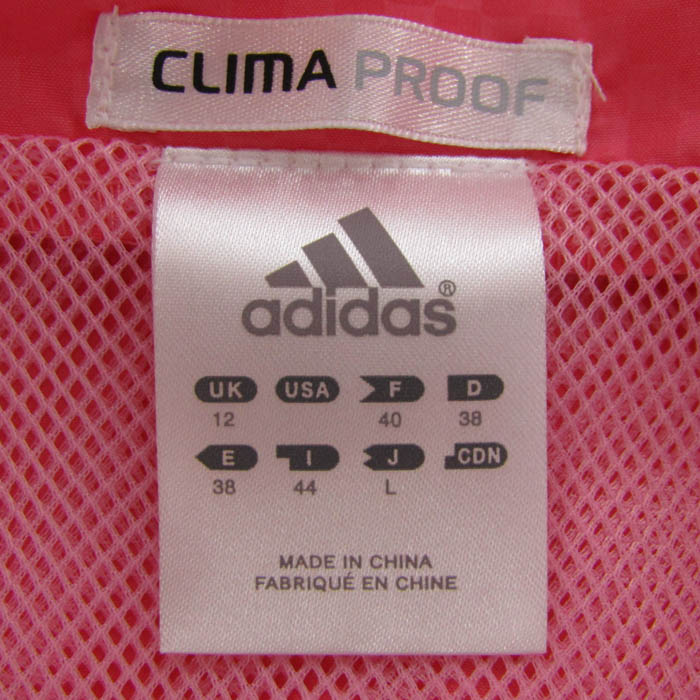 CLIMA PROOF
adidas®
UK USA F D
12 40 38
E I J CDN
38 44 L
MADE IN CHINA
FABRIQUÉ EN CHINE